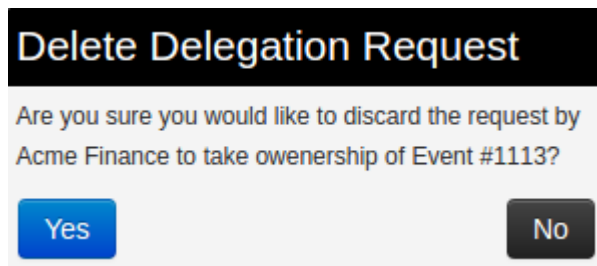 Delete Delegation Request
Are you sure you would like to discard the request by
Acme Finance to take owenership of Event #1113?
Yes
No